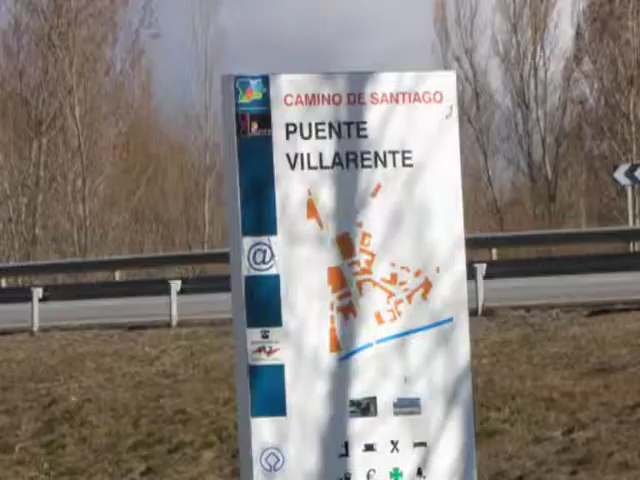 CAMINO DE SANTIAGO
PUENTE
VILLARENTE
@
X
€